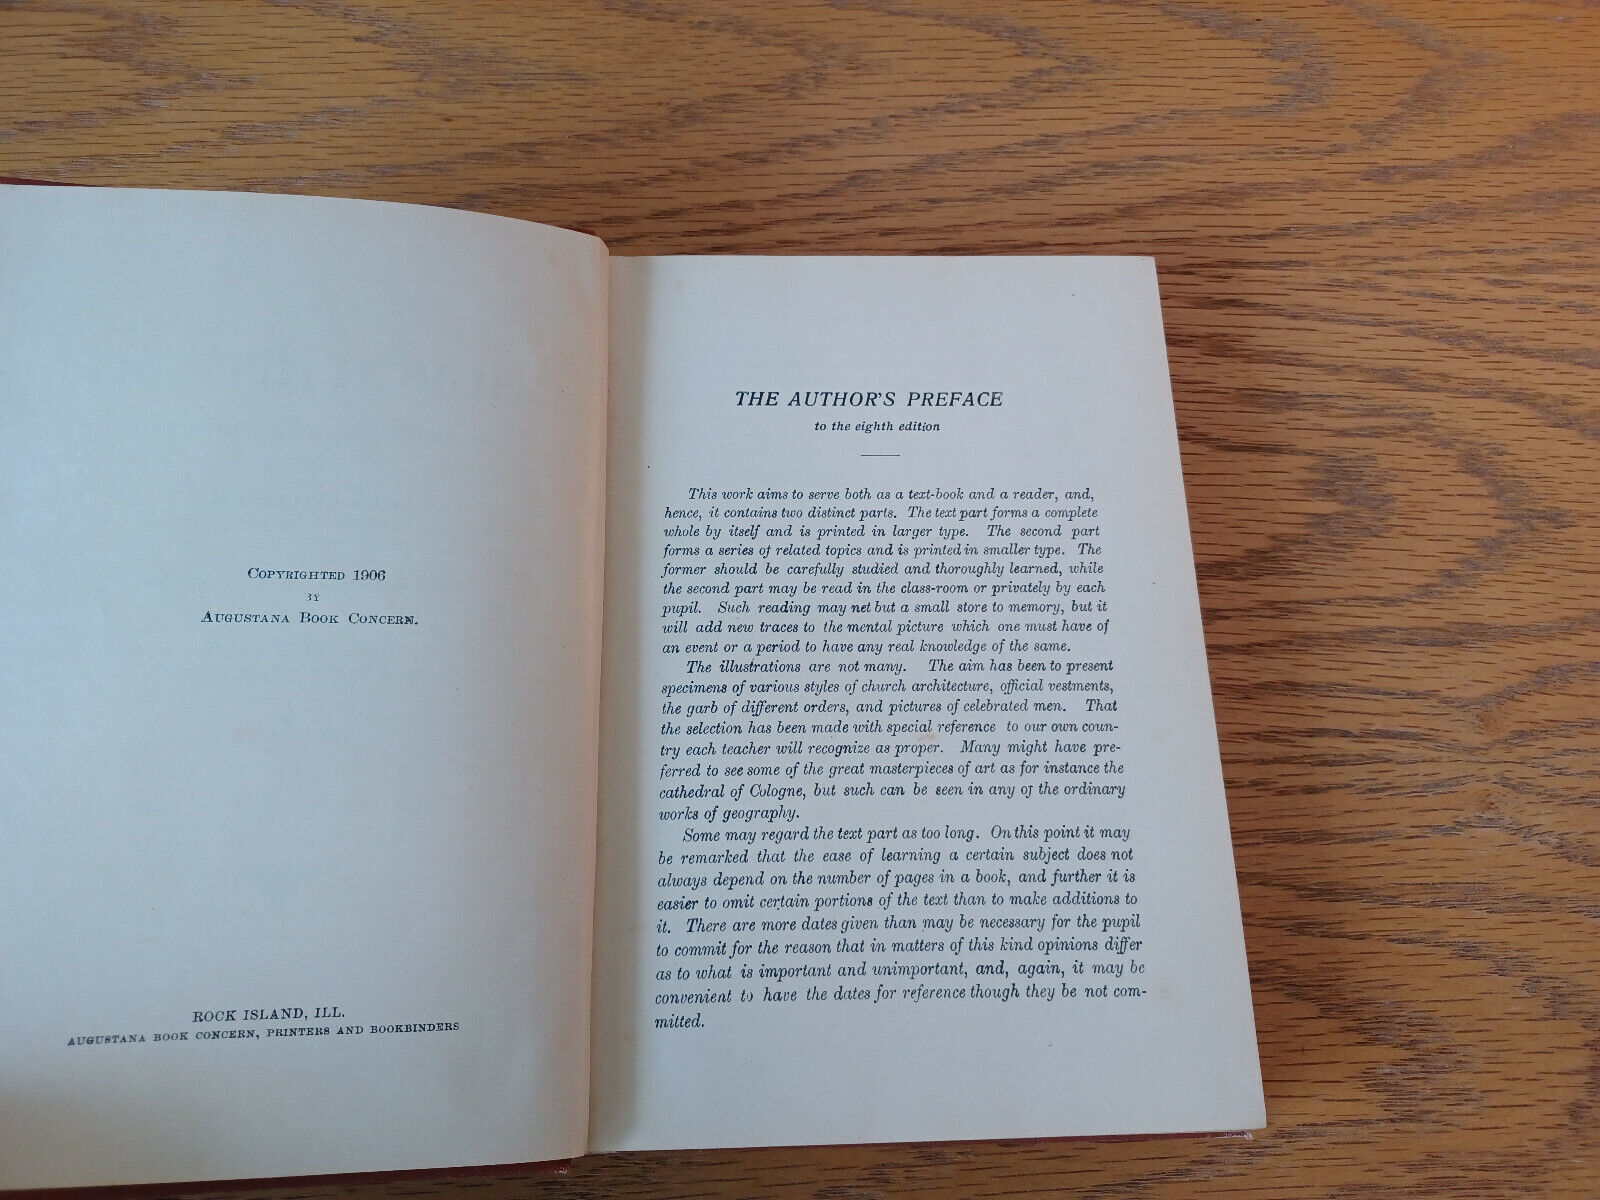 COPYRIGHTED 1906
BY
AUGUSTANA BOOK CONCERN.
ROCK ISLAND, ILL.
AUGUSTANA BOOK CONCERN, PRINTERS AND BOOKBINDERS
THE AUTHOR'S PREFACE
to the eighth edition
This work aims to serve both as a text-book and a reader, and,
hence, it contains two distinct parts. The text part forms a complete
whole by itself and is printed in larger type. The second part
forms a series of related topics and is printed in smaller type. The
former should be carefully studied and thoroughly learned, while
the second part may be read in the class-room or privately by each
pupil. Such reading may net but a small store to memory, but it
will add new traces to the mental picture which one must have of
an event or a period to have any real knowledge of the same.
The illustrations are not many. The aim has been to present
specimens of various styles of church architecture, official vestments,
the garb of different orders, and pictures of celebrated men. That
the selection has been made with special reference to our own coun-
try each teacher will recognize as proper. Many might have pre-
ferred to see some of the great masterpieces of art as for instance the
cathedral of Cologne, but such can be seen in any of the ordinary
works of geography.
Some may regard the text part as too long. On this point it may
be remarked that the ease of learning a certain subject does not
always depend on the number of pages in a book, and further it is
easier to omit certain portions of the text than to make additions to
it. There are more dates given than may be necessary for the pupil
to commit for the reason that in matters of this kind opinions differ
as to what is important and unimportant, and, again, it may be
convenient to have the dates for reference though they be not com-
mitted.